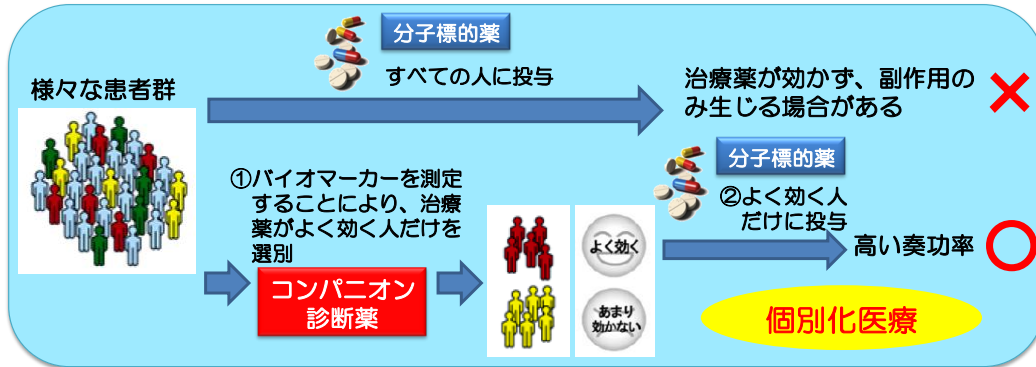 分子標的薬
すべての人に投与
様々な患者群
治療薬が効かず、副作用の
み生じる場合がある
分子標的薬
①バイオマーカーを測定
することにより、治療
薬がよく効く人だけを
選別
②よく効く人
だけに投与
よく効く
高い奏功率
コンパニオン
診断薬
あまり
効かない
個別化医療